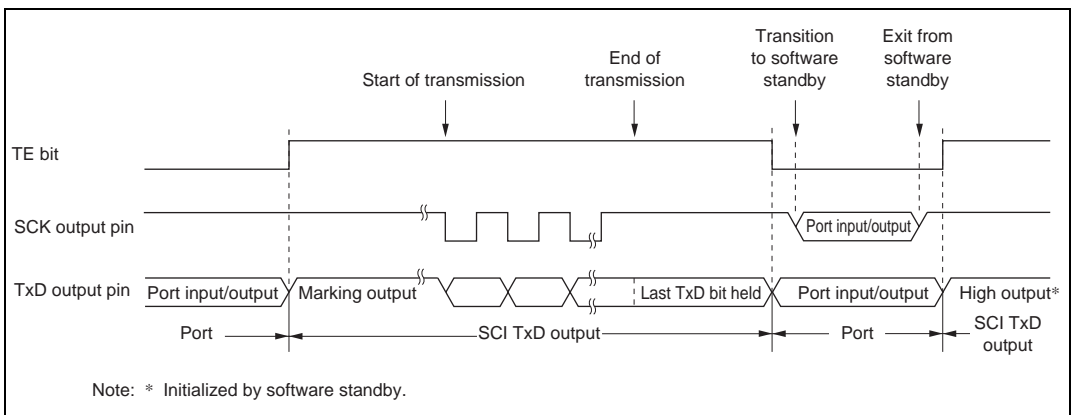 Start of transmission
End of
transmission
Transition
to software
standby
Exit from
software
standby
TE bit
SCK output pin
Port input/output
TxD output pin
Port input/output
Marking output
Last TxD bit held
Port input/output
High output*
Port
SCI TxD output
Port
SCI TxD
output
Note: * Initialized by software standby.